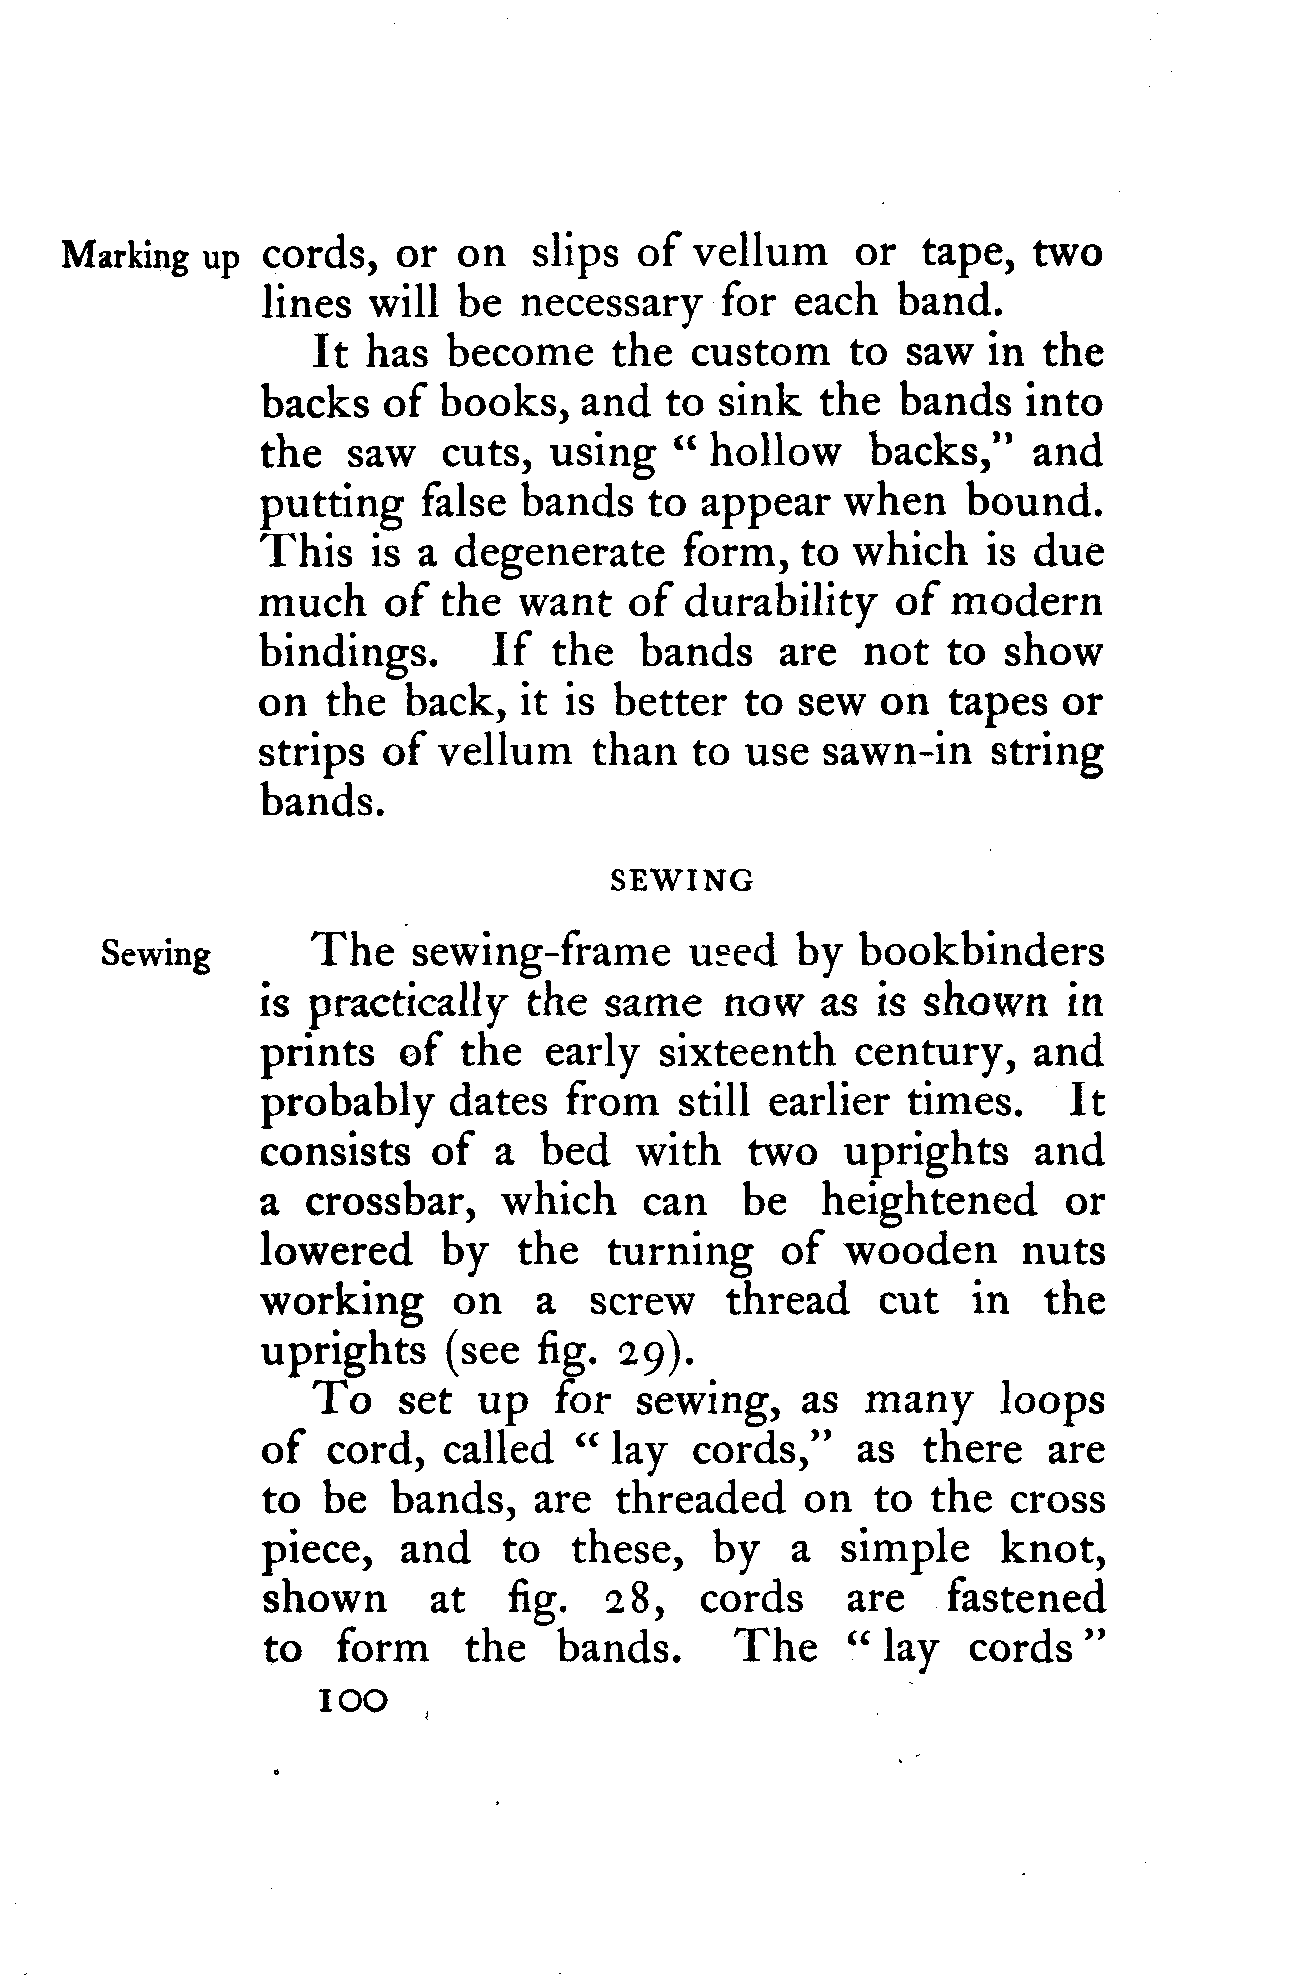 Marking up cords, or on slips of vellum or tape, two
lines will be necessary for each band.
It has become the custom to saw in the
backs of books, and to sink the bands into
the saw cuts, using “ hollow backs,” and
putting false bands to appear when bound.
This is a degenerate form, to which is due
much of the want of durability of modern
bindings. If the bands are not to show
on the back, it is better to sew on tapes or
strips of vellum than to use sawn-in string
bands.
SEWING
Sewing The sewing-frame used by bookbinders
is practically the same now as is shown in
prints of the early sixteenth century, and
probably dates from still earlier times. It
consists of a bed with two uprights and
a crossbar, which can be heightened or
lowered by the turning of wooden nuts
working on a screw thread cut in the
uprights (see fig. 29).
To set up for sewing, as many loops
of cord, called “ lay cords,” as there are
to be bands, are threaded on to the cross
piece, and to these, by a simple knot,
shown at fig. 28, cords are fastened
to form the bands. The “ lay cords ”
100